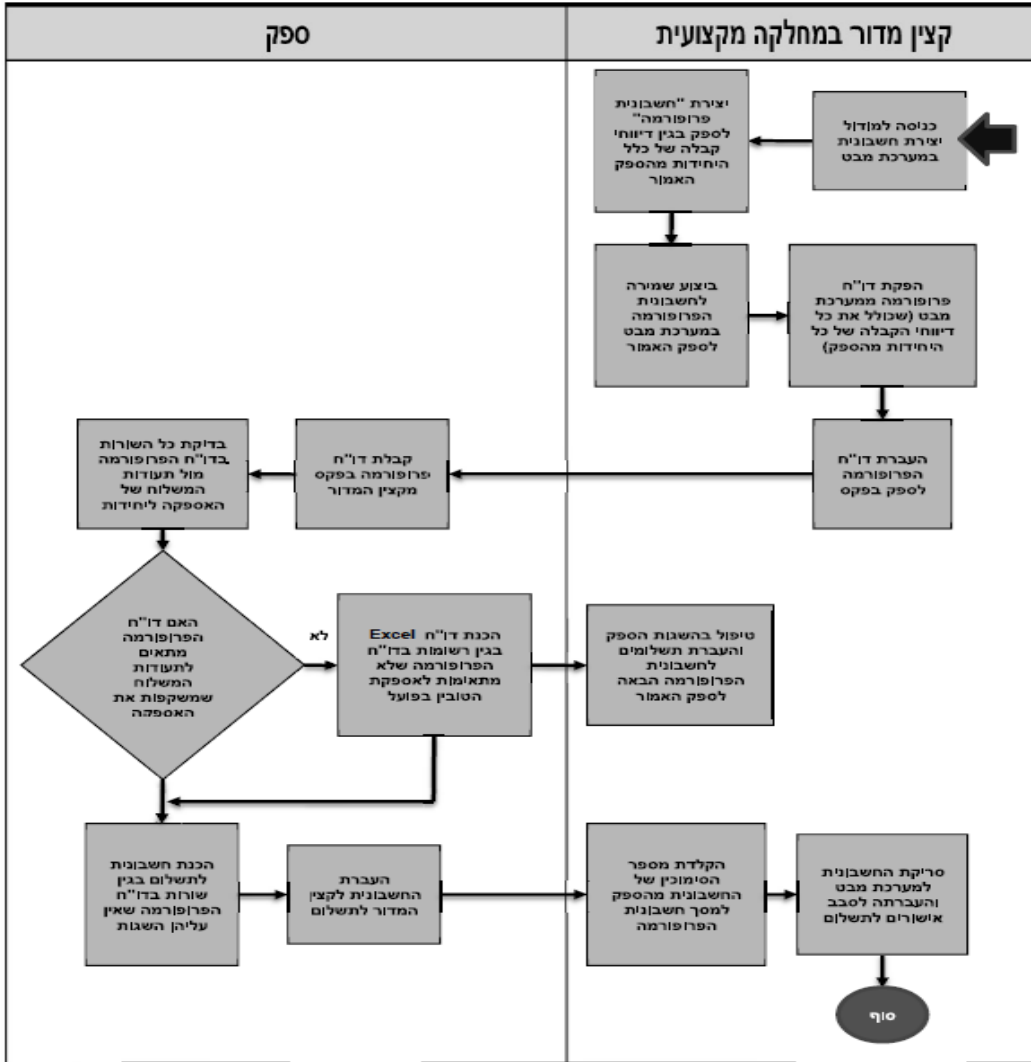 קצין מדור במחלקה מקצועית
ספק
כניסה למודול
יצירת חשבונית
במערכת מבט
יצירת "חשבונית
פרופורמה"
לספק בגין דיווחי
קבלה של כלל
היחידות מהספק
האמור
ביצוע שמירה
לחשבונית
הפרופורמה
במערכת מבט
לספק האמור
הפקת דו"ח
פרופורמה ממערכת
מבט (שכולל את כל
דיווחי הקבלה של כל
היחידות מהספק)
העברת דו"ח
הפרופורמה
לספק בפקס
קבלת דו"ח
פרופורמה בפקס
מקצין המדור
בדיקת כל השורות
בדו"ח הפרופורמה.
מול תעודות
המשלוח של
האספקה ליחידות
האם דו"ח
הפרופורמה
מתאים
לתעודות
המשלוח
שמשקפות את
האספקה
לא
הכנת דו"ח Excel
בגין רשומות בדו"ח
הפרופורמה שלא
מתאימות לאספקת
הטובין בפועל
טיפול בהשגות הספק
והעברת תשלומים
לחשבונית
הפרופורמה הבאה
לספק האמור
הכנת חשבונית
לתשלום בגין
שורות בדו"ח
הפרופורמה שאין
עליהן השגות
העברת
החשבונית לקצין
המדור לתשלום
הקלדת מספר
הסימוכין של
החשבונית מהספק
למסך חשבונית
הפרופורמה
סריקת החשבונית
למערכת מבט
והעברתה לסבב
אישורים לתשלום
סוף